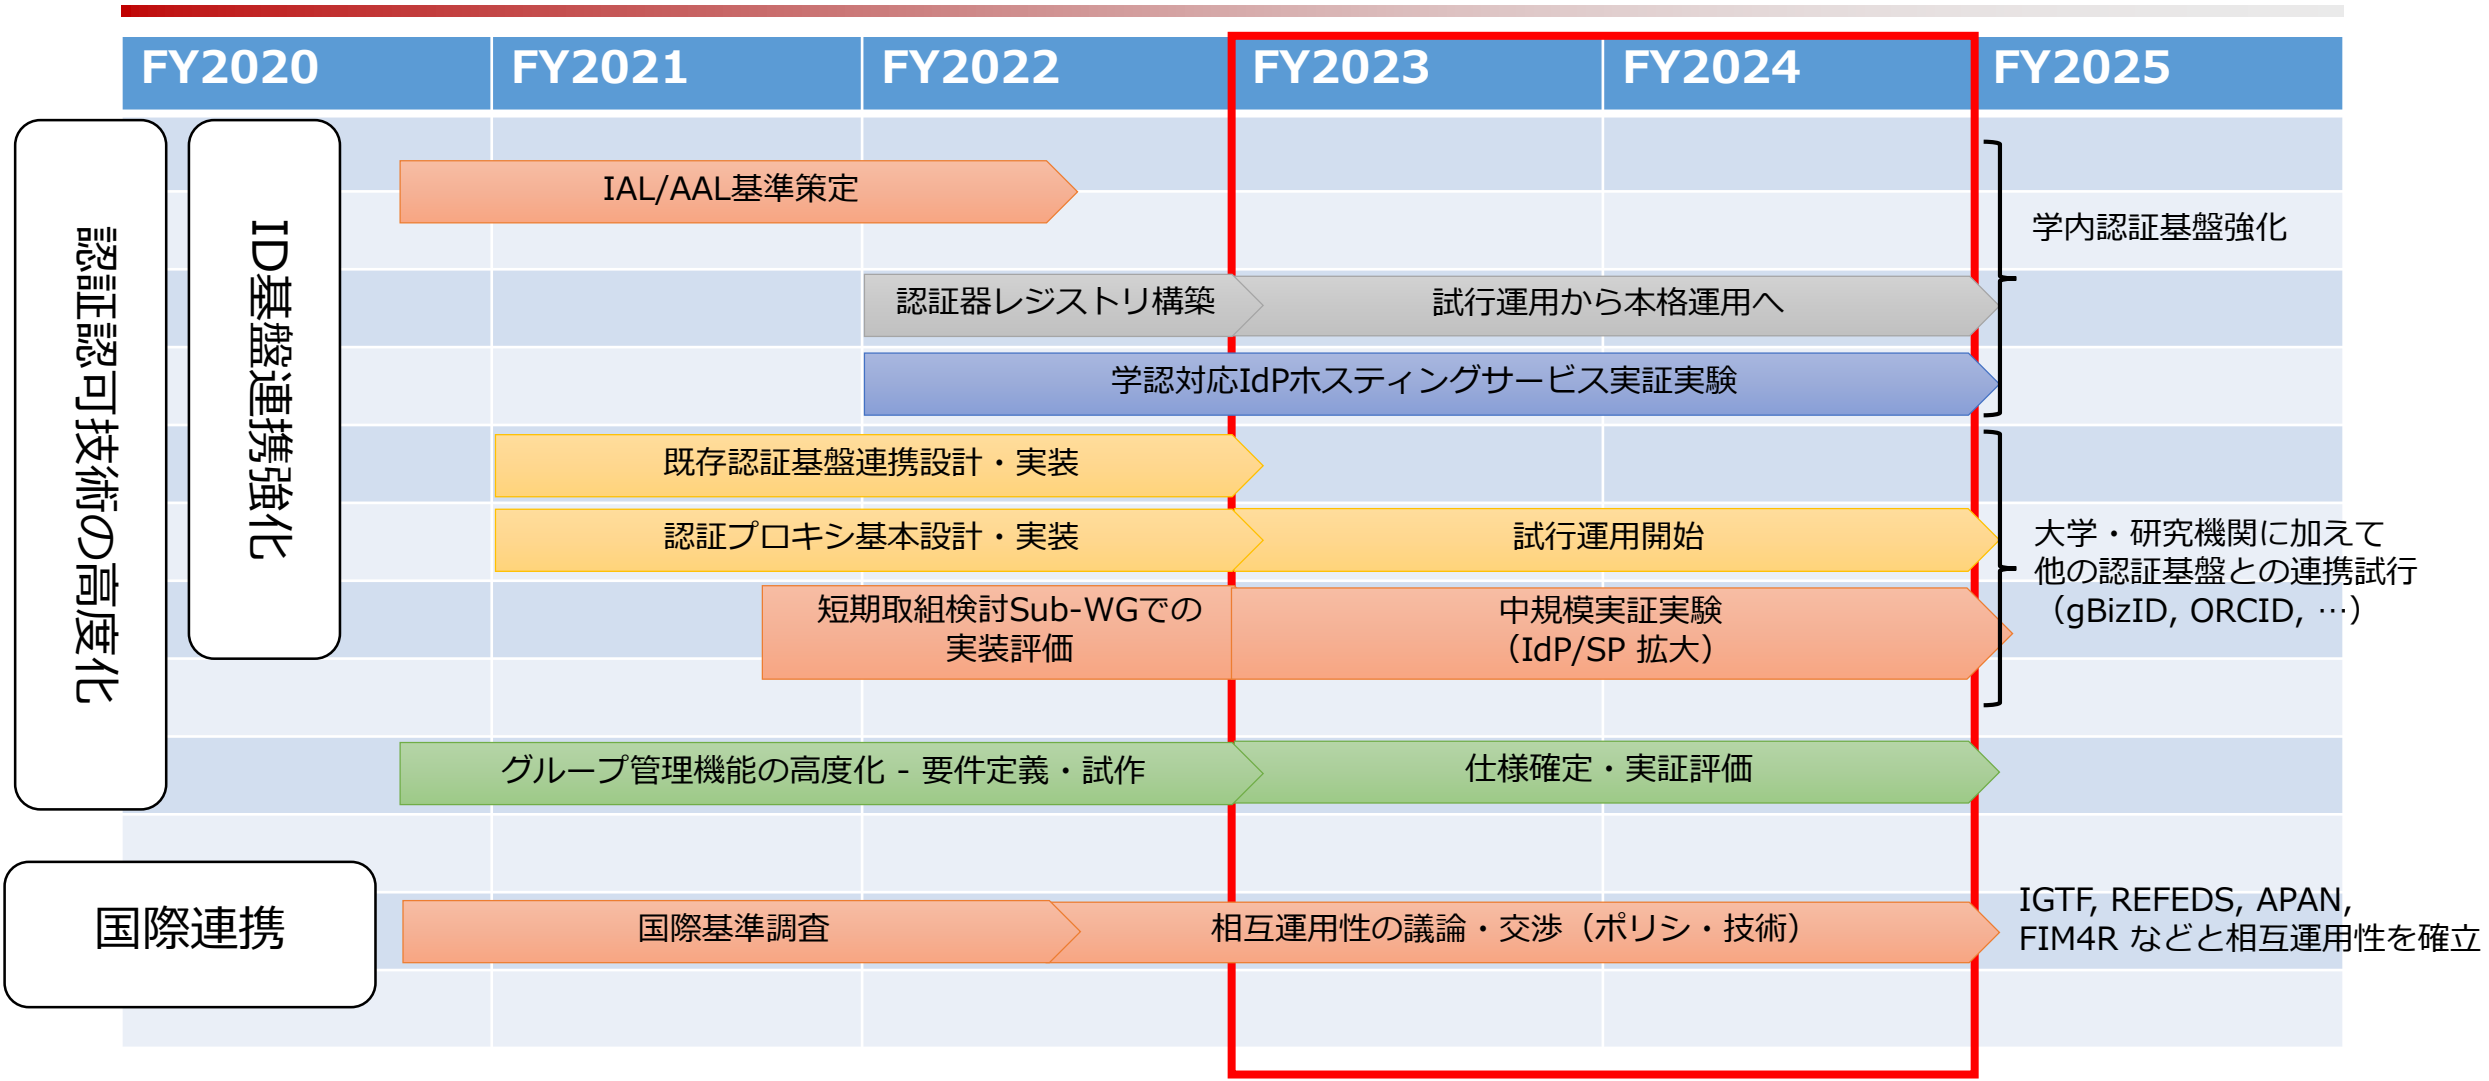 FY2020
FY2021
FY2022
FY2023
FY2024
FY2025
認証認可技術の高度化
ID基盤連携強化
IAL/AAL基準策定
学内認証基盤強化
認証器レジストリ構築
試行運用から本格運用へ
学認対応IdPホスティングサービス実証実験
既存認証基盤連携設計・実装
認証プロキシ基本設計・実装
試行運用開始
大学・研究機関に加えて
他の認証基盤との連携試行
（gBizID, ORCID, …）
短期取組検討Sub-WGでの
実装評価
中規模実証実験
（IdP/SP 拡大）
グループ管理機能の高度化 - 要件定義・試作
仕様確定・実証評価
国際連携
国際基準調査
相互運用性の議論・交渉（ポリシ・技術）
IGTF, REFEDS, APAN,
FIM4R などと相互運用性を確立